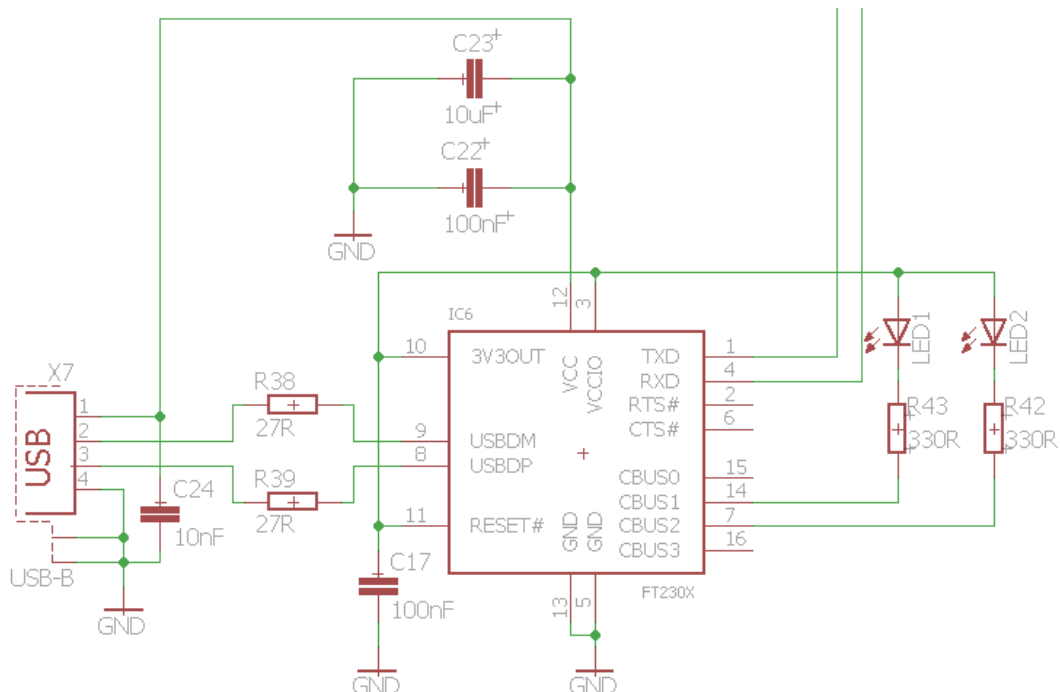 C23
10uF
C22
100nF
GND
12
3
IC6
10
3V3OUT
VCC
VCCIO
TXD
1
RXD
4
RTS#
2
CTS#
6
LED1
LED2
X7
USB
1
2
3
4
R38
27R
R39
27R
9
USBDM
8
USBDP
R43
330R
R42
330R
CBUS0
15
CBUS1
14
CBUS2
7
CBUS3
16
11
RESET#
GND
GND
C24
10nF
USB-B
GND
C17
100nF
GND
13
5
FT230X
GND